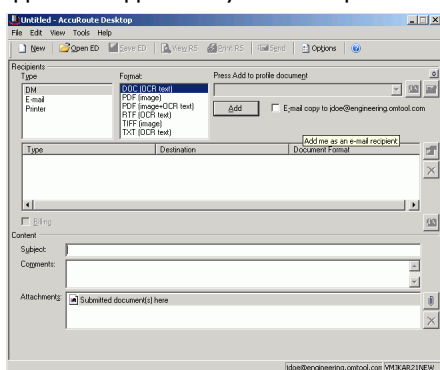 Untitled - AccuRoute Desktop
File Edit View Tools Help
New Open ED Save ED View RS Print RS Send Options
Recipients
Type Format: Press Add to profile document
DM
E-mail
Printer
DOC (OCR text)
PDF (image)
PDF (image+OCR text)
RTF (OCR text)
TIFF (image)
TXT (OCR text)
Add E-mail copy to jdoe@engineering.omtool.com
Add me as an e-mail recipient
Type Destination Document Format
Billing
Content
Subject:
Comments:
Attachments: Submitted document(s) here
jdoe@engineering.omtool.com VMJKAR21NEW